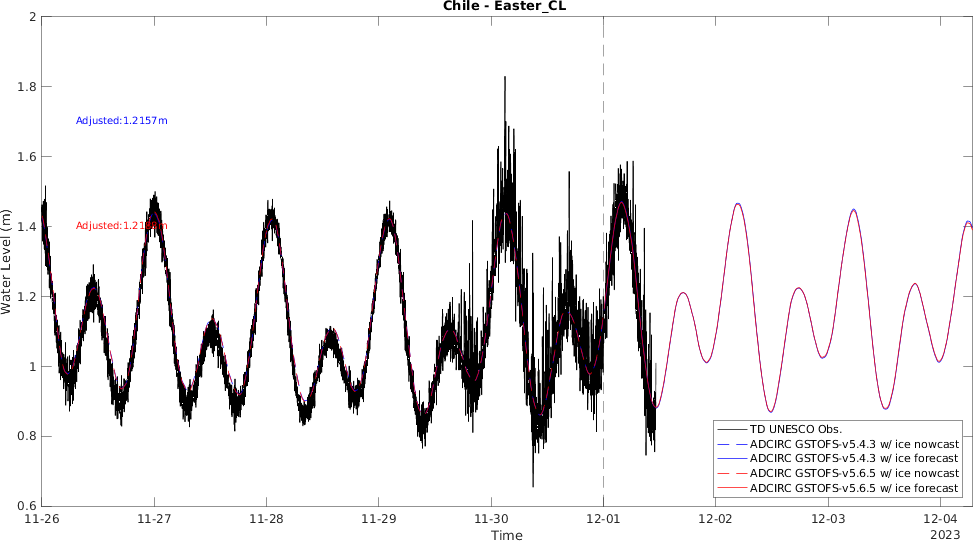 Chile - Easter_CL
2
1.8
1.6
1.4
1.2
1
0.8
0.6
Water Level (m)
Adjusted:1.2157m
TD UNESCO Obs.
ADCIRC GSTOFS-v5.4.3 w/ ice nowcast
ADCIRC GSTOFS-v5.4.3 w/ ice forecast
ADCIRC GSTOFS-v5.6.5 w/ ice nowcast
ADCIRC GSTOFS-v5.6.5 w/ ice forecast
11-26 11-27 11-28 11-29 11-30 12-01 12-02 12-03 12-04
Time
2023